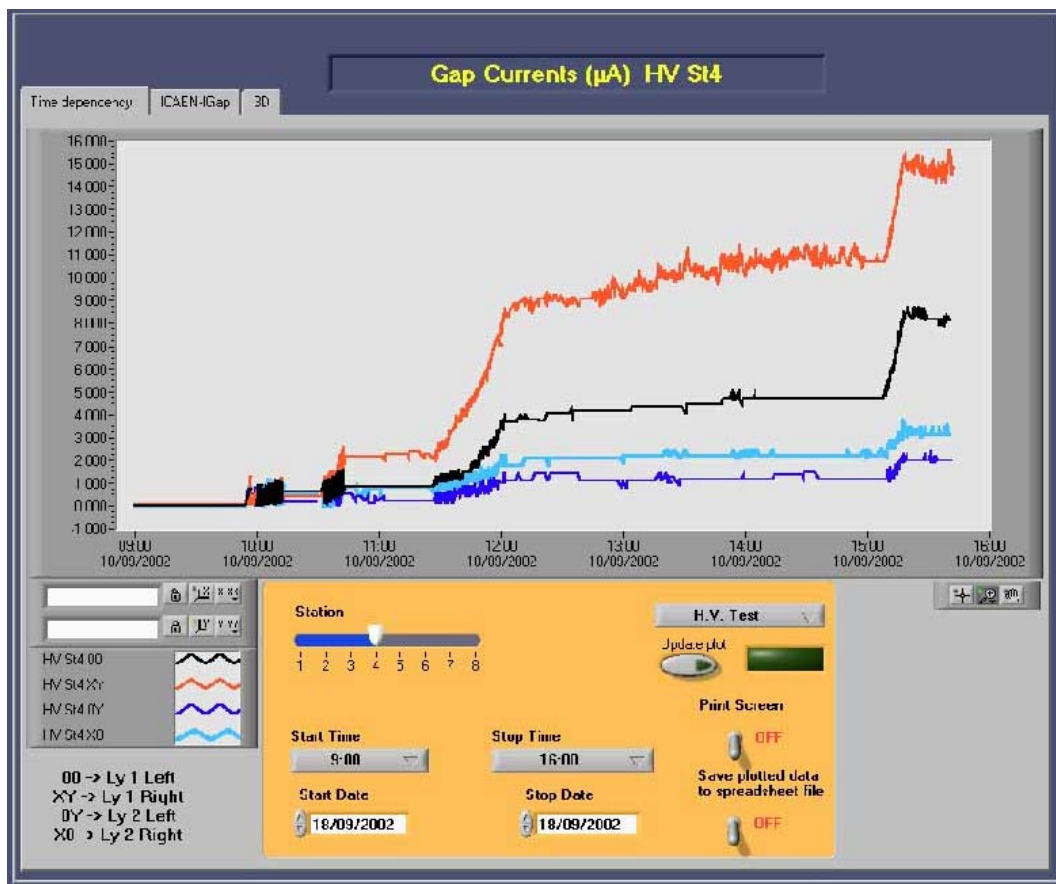 Gap Currents (µA) HV St4
Time dependency ICAEN-IGap 3D
16.000
15.000
14.000
13.000
12.000
11.000
10.000
9.000
8.000
7.000
6.000
5.000
4.000
3.000
2.000
1.000
0.000
-1.000
09:00 10:00 11:00 12:00 13:00 14:00 15:00 16:00
10/09/2002 10/09/2002 10/09/2002 10/09/2002 10/09/2002 10/09/2002 10/09/2002 10/09/2002
Station
1 2 3 4 5 6 7 8
H.V. Test
Update plot
HV St4 00
HV St4 XY
HV St4 0Y
HV St4 X0
Print Screen
OFF
Start Time Stop Time
9:00 16:00
Save plotted data
to spreadsheet file
OFF
Start Date Stop Date
18/09/2002 18/09/2002
00 -> Ly 1 Left
XY -> Ly 1 Right
0Y -> Ly 2 Left
X0 -> Ly 2 Right